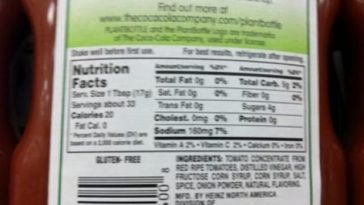 Find out more at
www.thecocacolacompany.com/plantbottle
PLANTBOTTLE and the PlantBottle Logo are trademarks
of The Coca-Cola Company, used under license.
Shake well before first use. For best results, refrigerate after opening.
Nutrition
Facts
Serv. Size 1 Tbsp (17g)
Servings about 33
Calories 20
Fat Cal. 0
*Percent Daily Values (DV) are
based on a 2,000 calorie diet.
Amount/serving %DV*
Total Fat 0g 0%
Sat. Fat 0g 0%
Trans Fat 0g
Cholest. 0mg 0%
Sodium 160mg 7%
Amount/serving %DV*
Total Carb. 5g 2%
Fiber 0g 0%
Sugars 4g
Protein 0g
Vitamin A 2% • Vitamin C 2% • Calcium 0% • Iron 0%
GLUTEN-FREE
INGREDIENTS: TOMATO CONCENTRATE FROM
RED RIPE TOMATOES, DISTILLED VINEGAR, HIGH
FRUCTOSE CORN SYRUP, CORN SYRUP, SALT,
SPICE, ONION POWDER, NATURAL FLAVORING.
MFD. BY HEINZ NORTH AMERICA
DIVISION OF